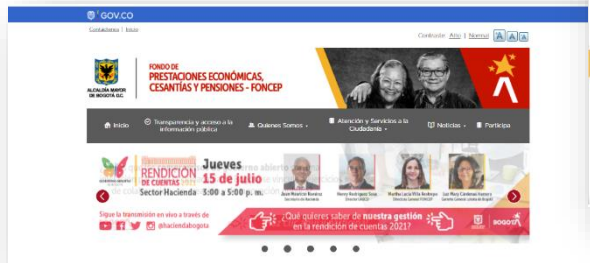 GOV.CO
Contáctenos | Inicio
Contraste Alto | Normal A A A
ALCALDÍA MAYOR
DE BOGOTÁ D.C.
FONDO DE
PRESTACIONES ECONÓMICAS,
CESANTÍAS Y PENSIONES - FONCEP
Inicio
Transparencia y acceso a la
información pública
Quienes Somos
Atención y Servicios a la
Ciudadanía
Noticias
Participa
RENDICIÓN
DE CUENTAS 2021
Sector Hacienda
Jueves
15 de julio
3:00 a 5:00 p. m.
Sigue la transmisión en vivo a través de
@haciendabogota
¿Qué quieres saber de nuestra gestión
en la rendición de cuentas 2021?
BOGOTÁ